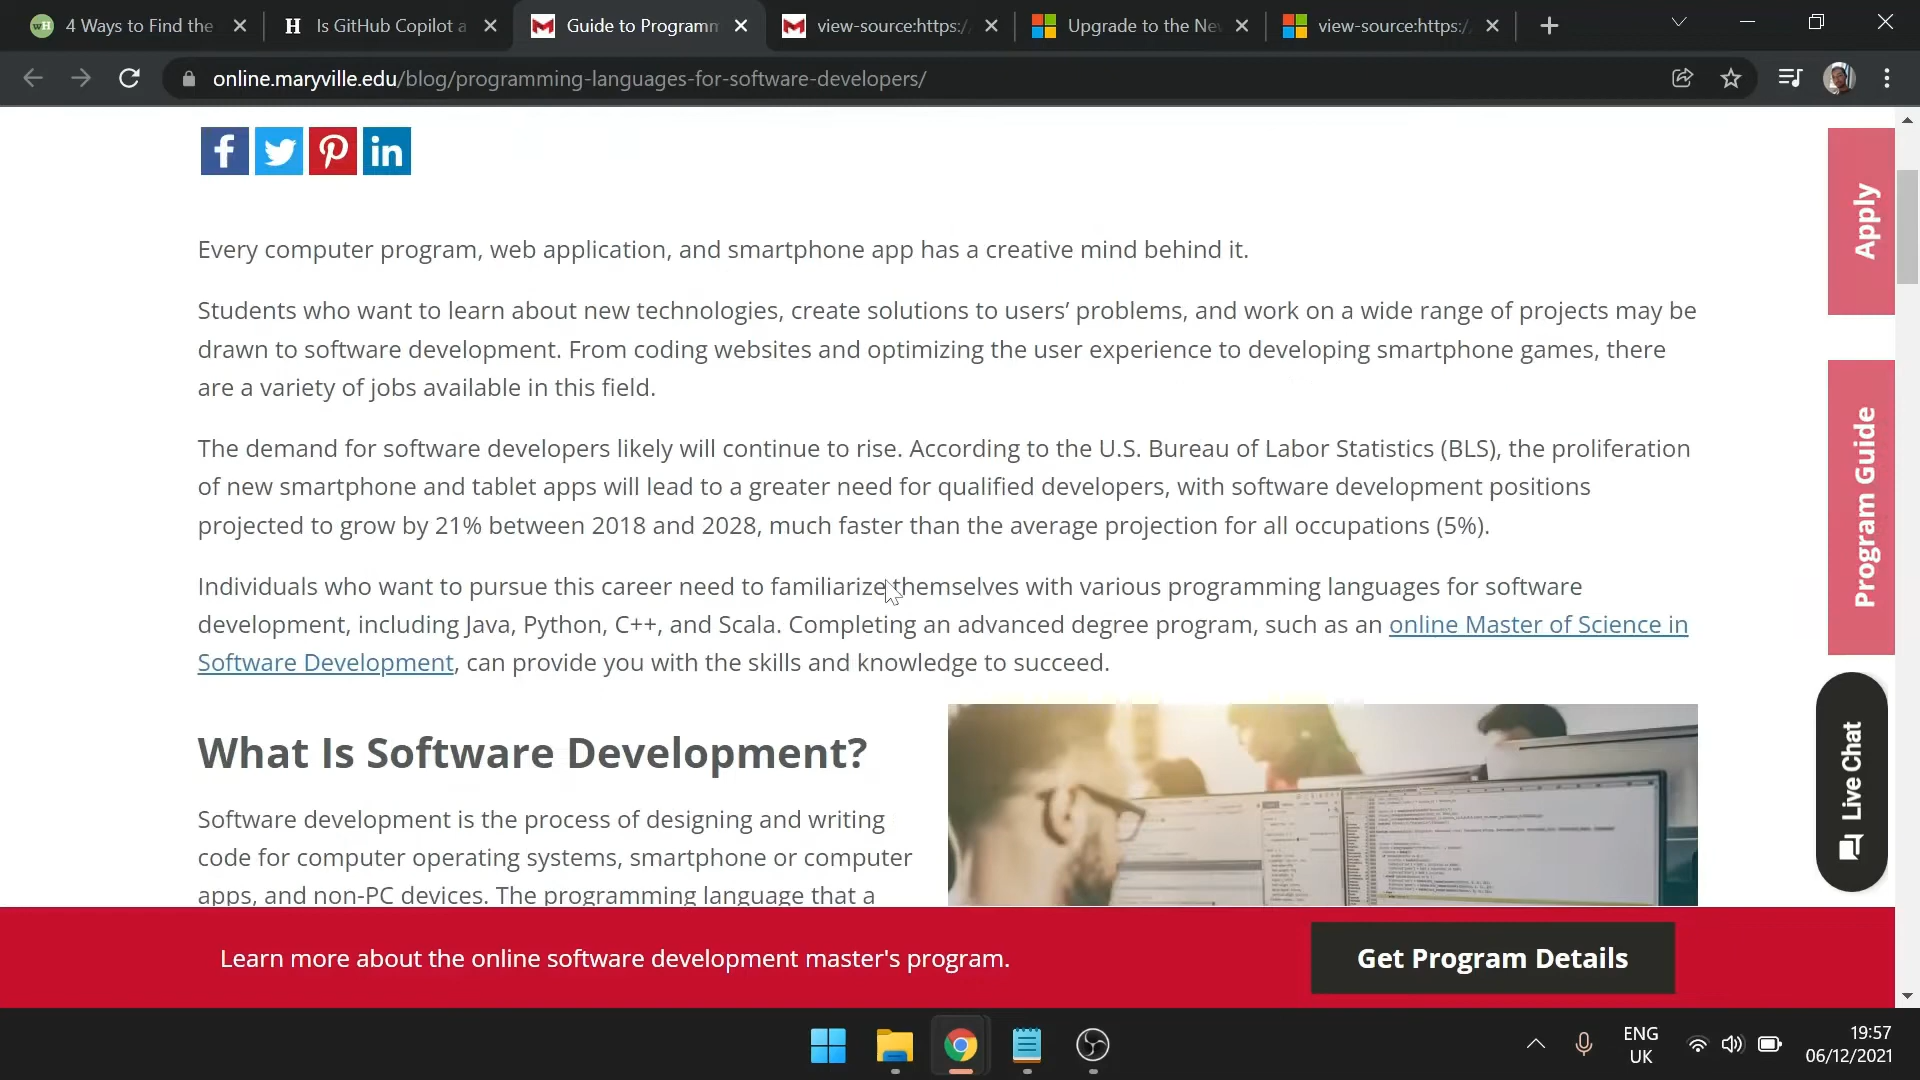 4 Ways to Find the
Is GitHub Copilot a
Guide to Programm
view-source:https:/
Upgrade to the Ne
view-source:https:/
online.maryville.edu/blog/programming-languages-for-software-developers/
Every computer program, web application, and smartphone app has a creative mind behind it.
Students who want to learn about new technologies, create solutions to users’ problems, and work on a wide range of projects may be
drawn to software development. From coding websites and optimizing the user experience to developing smartphone games, there
are a variety of jobs available in this field.
The demand for software developers likely will continue to rise. According to the U.S. Bureau of Labor Statistics (BLS), the proliferation
of new smartphone and tablet apps will lead to a greater need for qualified developers, with software development positions
projected to grow by 21% between 2018 and 2028, much faster than the average projection for all occupations (5%).
Individuals who want to pursue this career need to familiarize themselves with various programming languages for software
development, including Java, Python, C++, and Scala. Completing an advanced degree program, such as an online Master of Science in
Software Development, can provide you with the skills and knowledge to succeed.
What Is Software Development?
Software development is the process of designing and writing
code for computer operating systems, smartphone or computer
apps, and non-PC devices. The programming language that a
Apply
Program Guide
Live Chat
Learn more about the online software development master's program.
Get Program Details
ENG
UK
19:57
06/12/2021